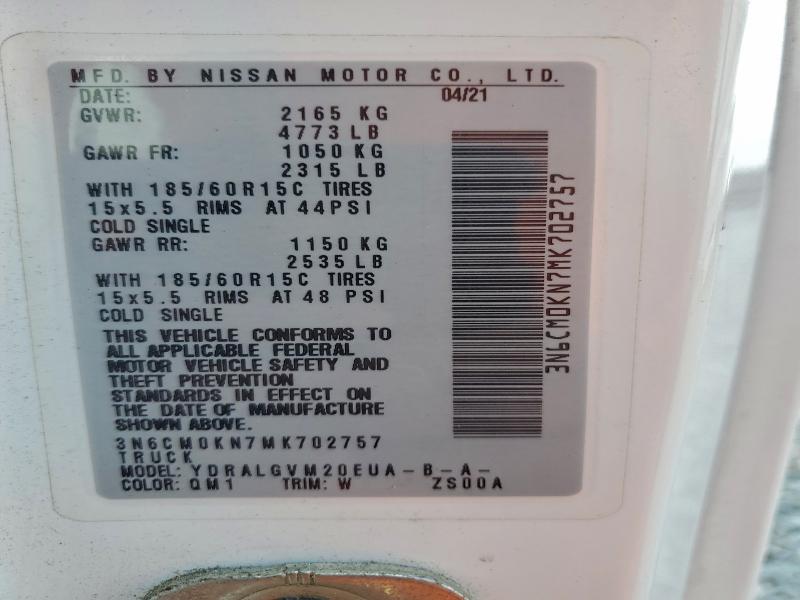 MFD. BY NISSAN MOTOR CO., LTD.
DATE: 04/21
GVWR: 2165 KG
4773 LB
GAWR FR: 1050 KG
2315 LB
WITH 185/60R15C TIRES
15x5.5 RIMS AT 44PSI
COLD SINGLE
GAWR RR: 1150 KG
2535 LB
WITH 185/60R15C TIRES
15x5.5 RIMS AT 48 PSI
COLD SINGLE
THIS VEHICLE CONFORMS TO
ALL APPLICABLE FEDERAL
MOTOR VEHICLE SAFETY AND
THEFT PREVENTION
STANDARDS IN EFFECT ON
THE DATE OF MANUFACTURE
SHOWN ABOVE.
3N6CM0KN7MK702757
TRUCK
MODEL: YDRALGVM20EUA-B-A-
COLOR: QM1 TRIM: W ZS00A
3N6CM0KN7MK702757